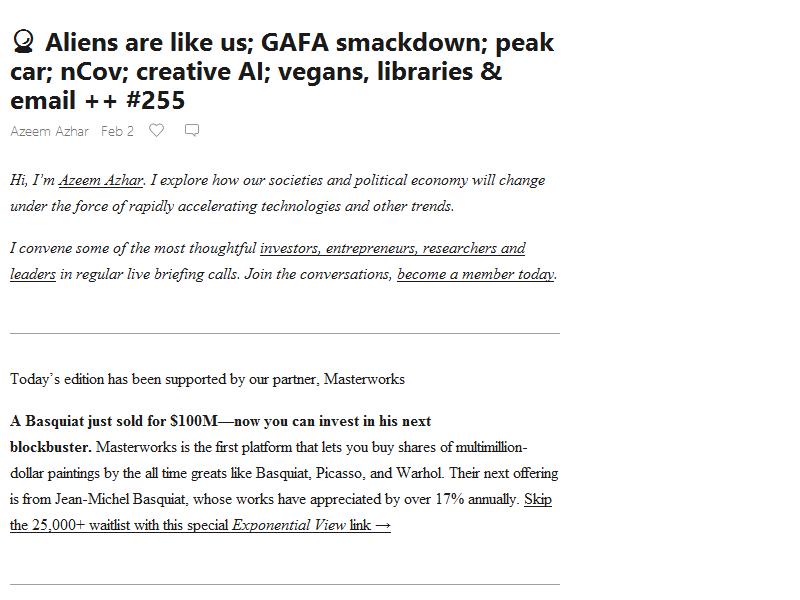 🔮 Aliens are like us; GAFA smackdown; peak
car; nCov; creative AI; vegans, libraries &
email ++ #255
Azeem Azhar Feb 2
Hi, I’m Azeem Azhar. I explore how our societies and political economy will change
under the force of rapidly accelerating technologies and other trends.
I convene some of the most thoughtful investors, entrepreneurs, researchers and
leaders in regular live briefing calls. Join the conversations, become a member today.
Today’s edition has been supported by our partner, Masterworks
A Basquiat just sold for $100M—now you can invest in his next
blockbuster. Masterworks is the first platform that lets you buy shares of multimillion-
dollar paintings by the all time greats like Basquiat, Picasso, and Warhol. Their next offering
is from Jean-Michel Basquiat, whose works have appreciated by over 17% annually. Skip
the 25,000+ waitlist with this special Exponential View link →